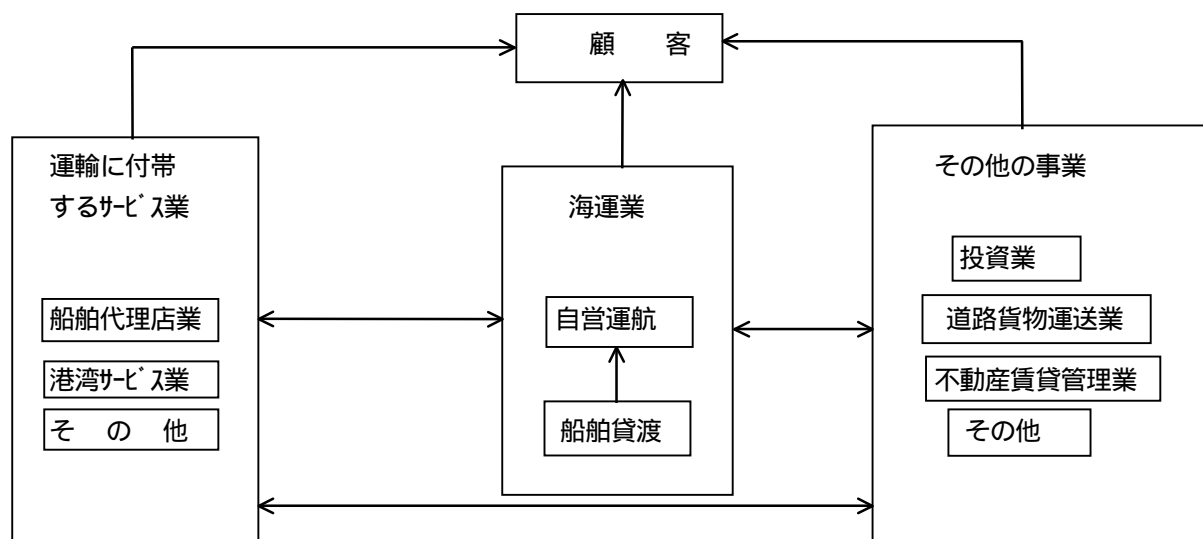 顧　　客
運輸に付帯
するｻｰﾋﾞｽ業
船舶代理店業
港湾ｻｰﾋﾞｽ業
そ　の　他
海運業
自営運航
船舶貸渡
その他の事業
投資業
道路貨物運送業
不動産賃貸管理業
その他